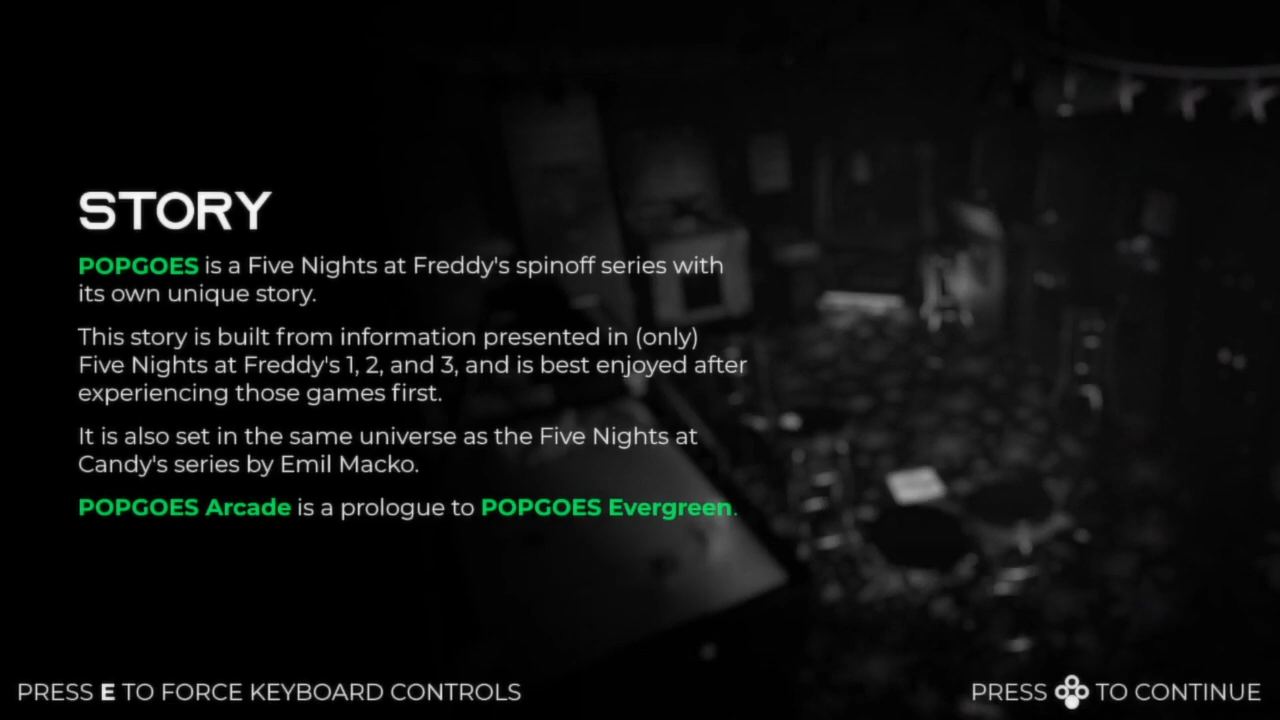 STORY
POPGOES is a Five Nights at Freddy's spinoff series with
its own unique story.
This story is built from information presented in (only)
Five Nights at Freddy's 1, 2, and 3, and is best enjoyed after
experiencing those games first.
It is also set in the same universe as the Five Nights at
Candy's series by Emil Macko.
POPGOES Arcade is a prologue to POPGOES Evergreen.
PRESS E TO FORCE KEYBOARD CONTROLS
PRESS TO CONTINUE